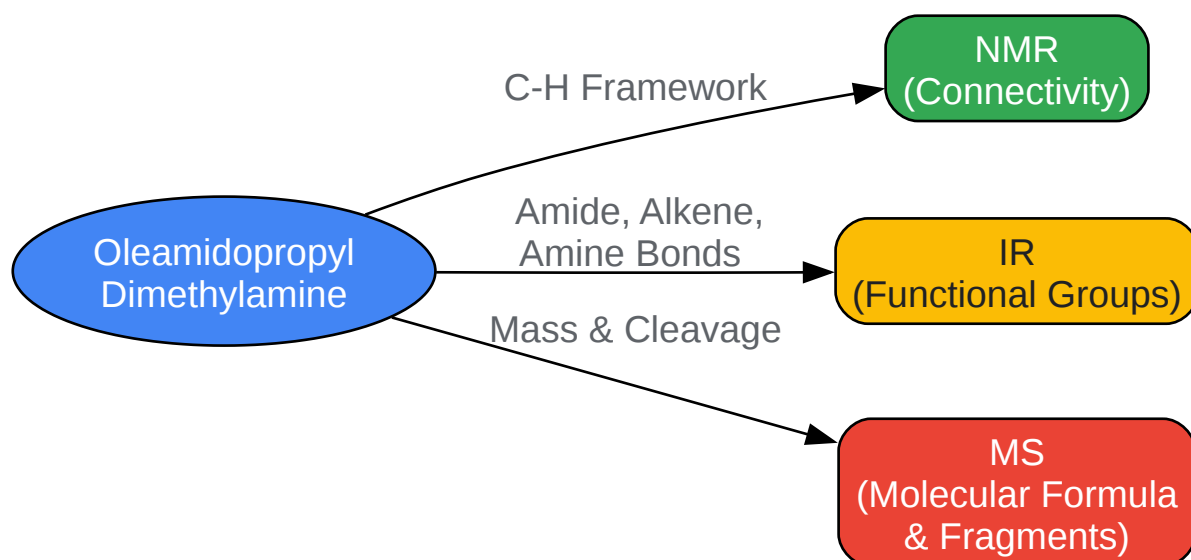 Oleamidopropyl
Dimethylamine
C-H Framework
NMR
(Connectivity)
Amide, Alkene,
Amine Bonds
IR
(Functional Groups)
Mass & Cleavage
MS
(Molecular Formula
& Fragments)